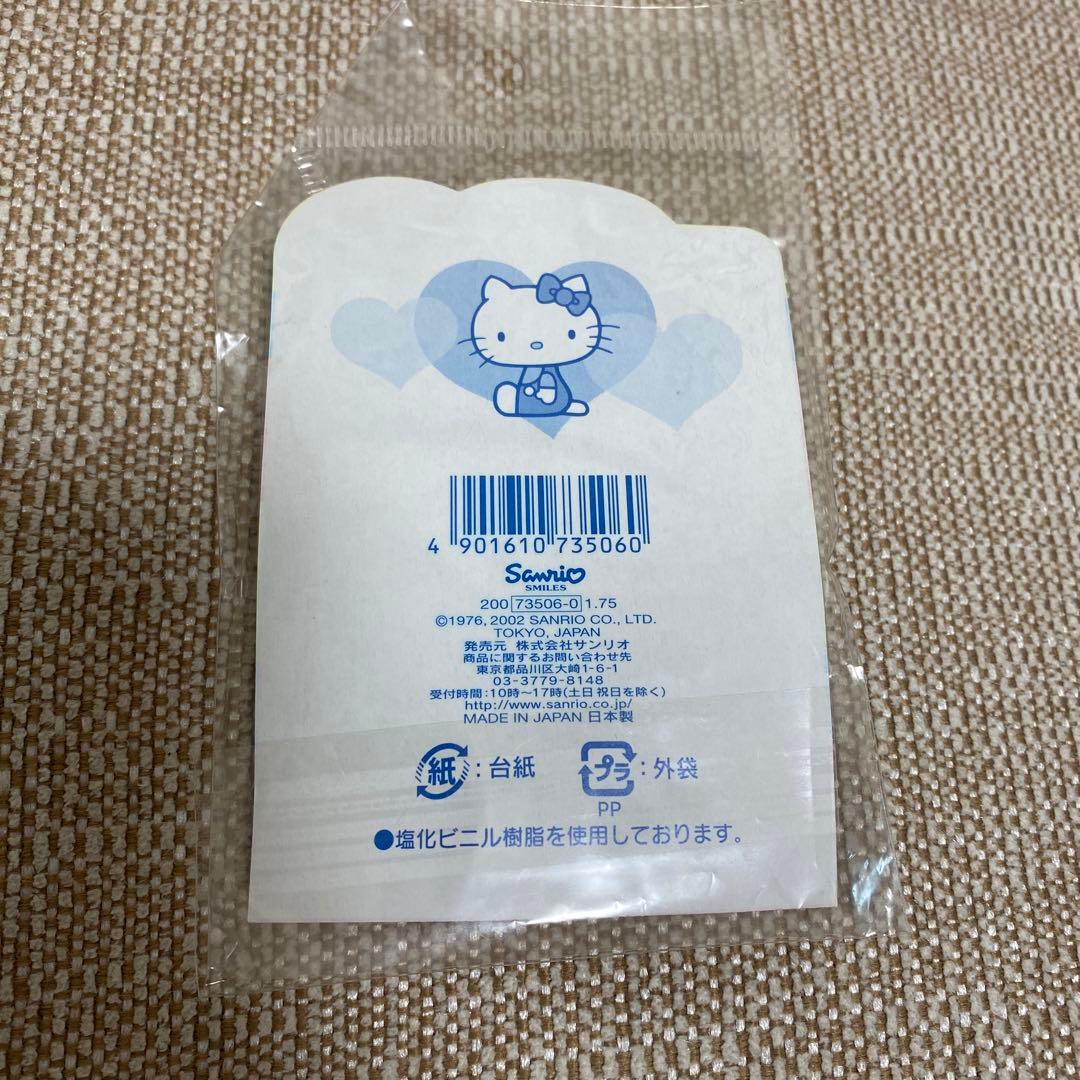 4 901610 735060
Sanrio
SMILES
200 73506-0 1.75
©1976, 2002 SANRIO CO., LTD.
TOKYO, JAPAN
発売元 株式会社サンリオ
商品に関するお問い合わせ先
東京都品川区大崎1-6-1
03-3779-8148
受付時間:10時〜17時(土日祝日を除く)
http://www.sanrio.co.jp/
MADE IN JAPAN 日本製
紙:台紙 プラ:外袋
PP
●塩化ビニル樹脂を使用しております。